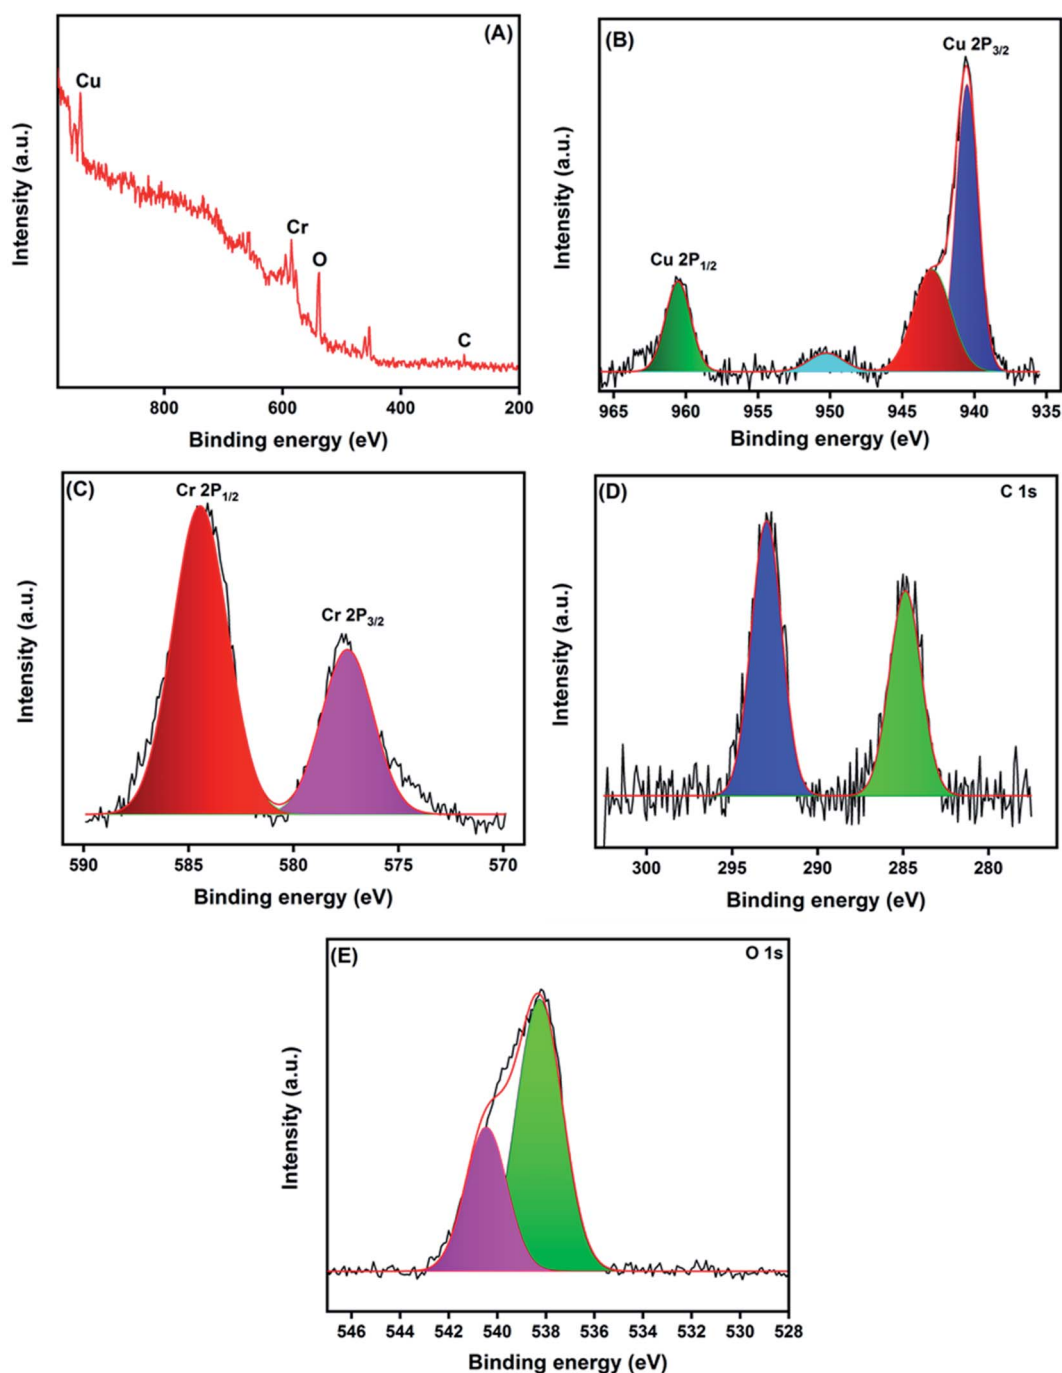 (A)
Cu
Cr
O
C
Intensity (a.u.)
800 600 400 200
Binding energy (eV)
(B)
Cu 2P3/2
Cu 2P1/2
Intensity (a.u.)
965 960 955 950 945 940 935
Binding energy (eV)
(C)
Cr 2P1/2
Cr 2P3/2
Intensity (a.u.)
590 585 580 575 570
Binding energy (eV)
(D)
C 1s
Intensity (a.u.)
300 295 290 285 280
Binding energy (eV)
(E)
O 1s
Intensity (a.u.)
546 544 542 540 538 536 534 532 530 528
Binding energy (eV)